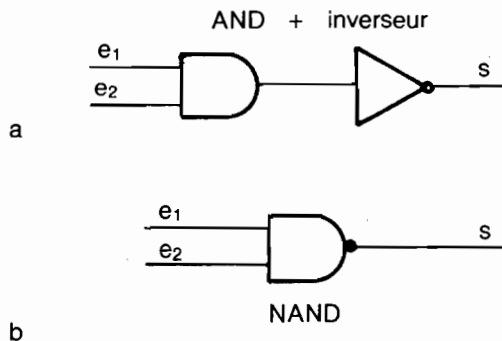 AND + inverseur
e1
e2
s
a
e1
e2
s
NAND
b